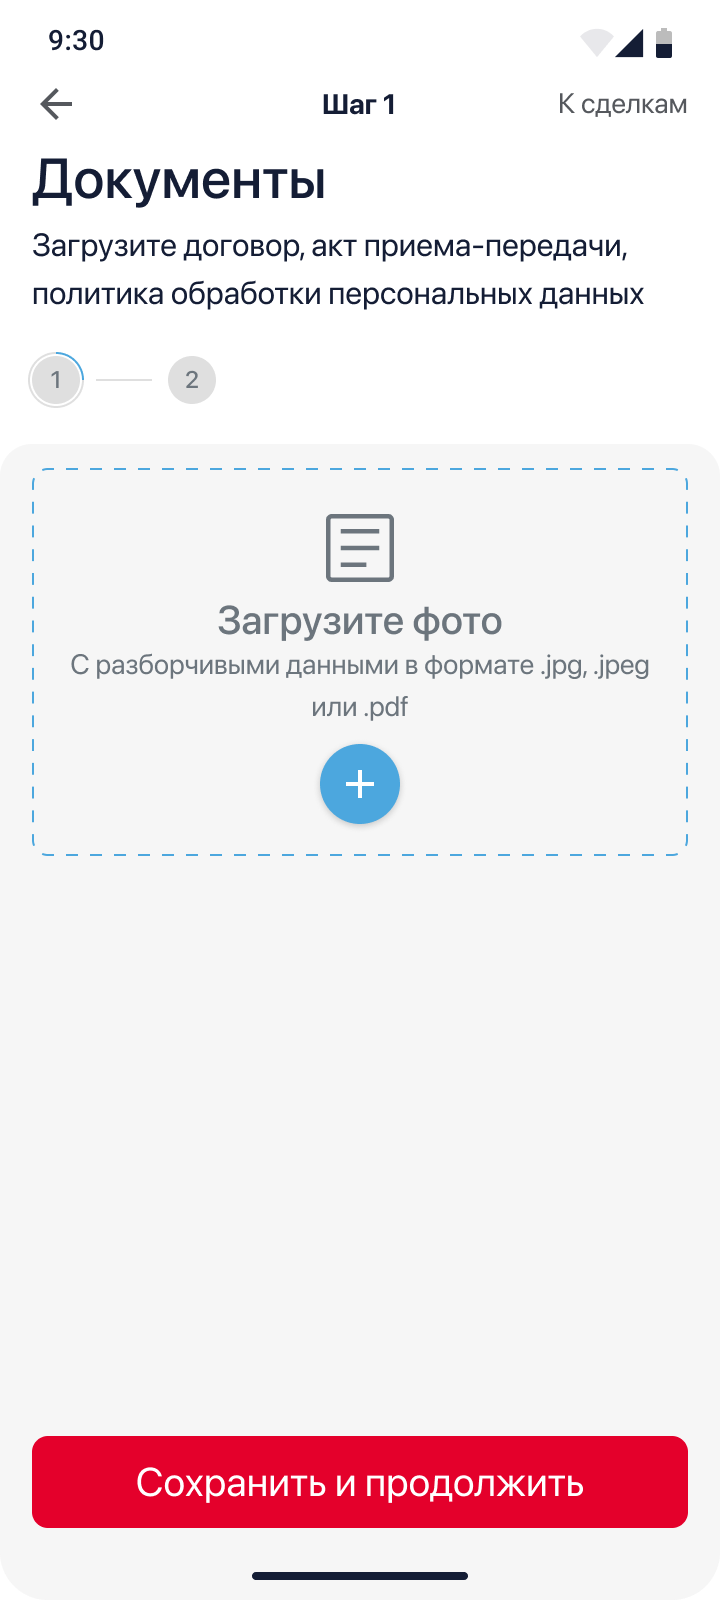 9:30
Шаг 1
К сделкам
Документы
Загрузите договор, акт приема-передачи,
политика обработки персональных данных
1
2
Загрузите фото
С разборчивыми данными в формате .jpg, .jpeg
или .pdf
Сохранить и продолжить